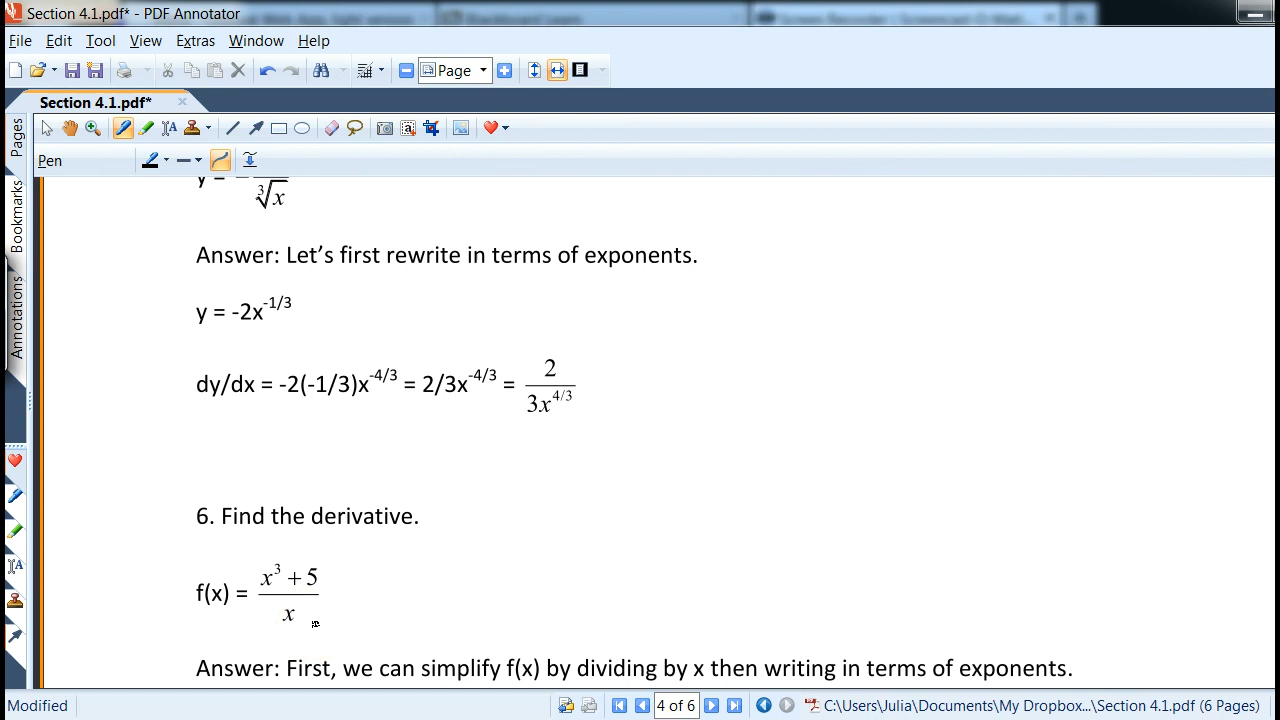 Section 4.1.pdf* - PDF Annotator
File Edit Tool View Extras Window Help
Page
Section 4.1.pdf*
Pen
Pages
Bookmarks
Annotations
y = -
∛x
Answer: Let’s first rewrite in terms of exponents.
y = -2x^-1/3
dy/dx = -2(-1/3)x^-4/3 = 2/3x^-4/3 = 2 / 3x^4/3
6. Find the derivative.
f(x) = x^3 + 5 / x
Answer: First, we can simplify f(x) by dividing by x then writing in terms of exponents.
Modified 4 of 6 C:\Users\Julia\Documents\My Dropbox...\Section 4.1.pdf (6 Pages)